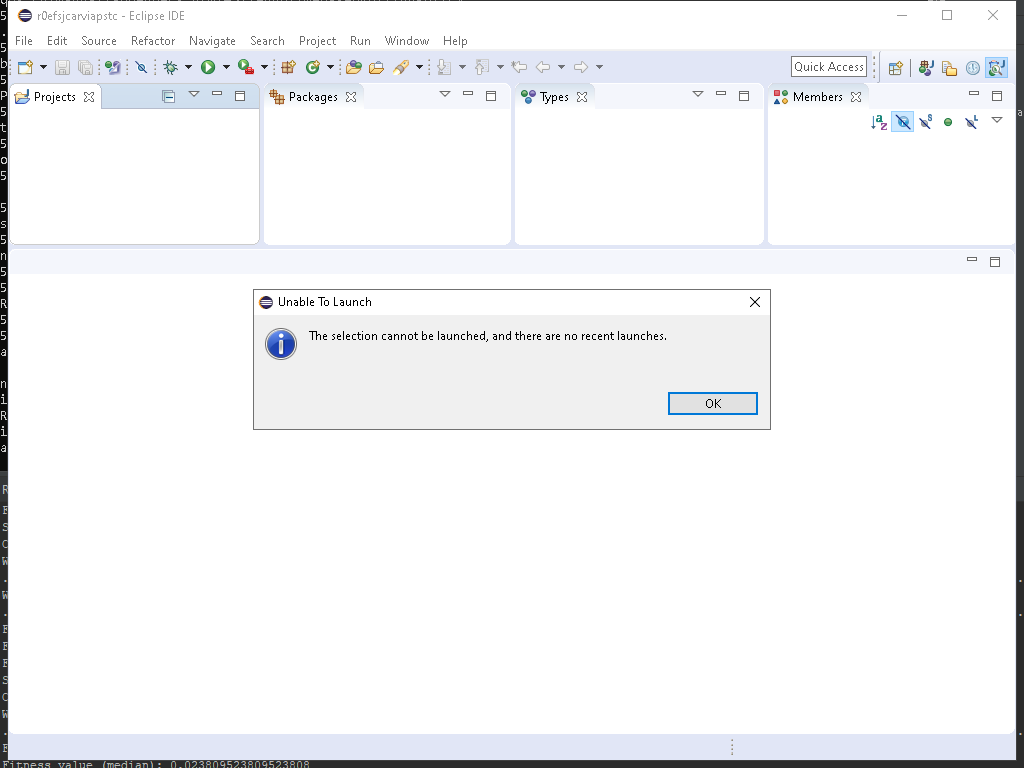 r0efsjcarviapstc - Eclipse IDE
File Edit Source Refactor Navigate Search Project Run Window Help
Quick Access
Projects Packages Types Members
Unable To Launch
The selection cannot be launched, and there are no recent launches.
OK
Fitness value (median): 0.023809523809523808